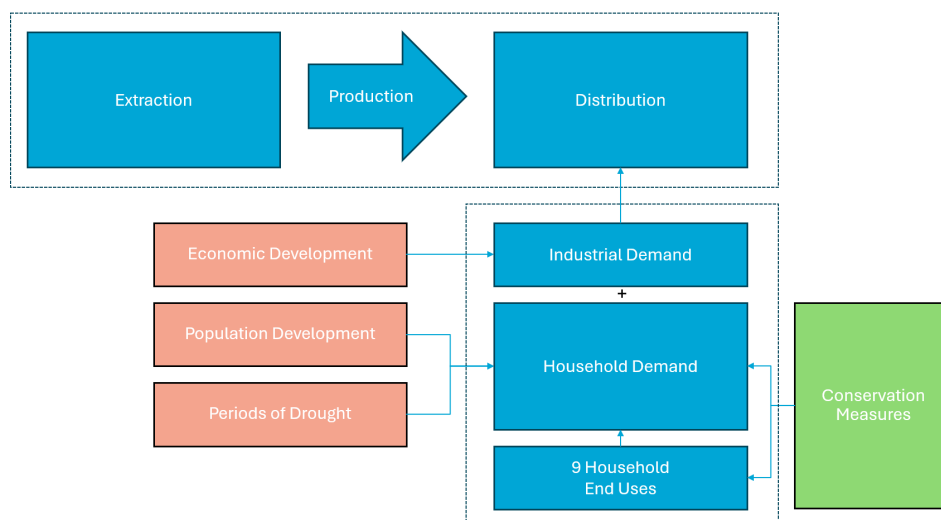 Extraction
Production
Distribution
Economic Development
Industrial Demand
+
Population Development
Household Demand
Periods of Drought
Conservation
Measures
9 Household
End Uses